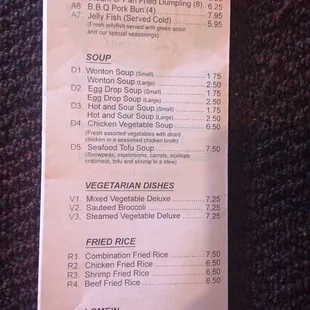 Pan Fried Dumpling (8) 6.25
A6. B.B.Q Pork Bun (4) 7.95
A7. Jelly Fish (Served Cold) 5.95
(Fresh jellyfish served with green onion
and our special seasonings)
SOUP
D1. Wonton Soup (Small) 1.75
Wonton Soup (Large) 2.50
D2. Egg Drop Soup (Small) 1.75
Egg Drop Soup (Large) 2.50
D3. Hot and Sour Soup (Small) 1.75
Hot and Sour Soup (Large) 2.50
D4. Chicken Vegetable Soup 6.50
(Fresh assorted vegetables with diced
chicken in a seasoned chicken broth)
D5. Seafood Tofu Soup 7.50
(Snowpeas, mushrooms, carrots, scallops
crabmeat, tofu and shrimp in a stew)
VEGETARIAN DISHES
V1. Mixed Vegetable Deluxe 7.25
V2. Sauteed Broccoli 7.25
V3. Steamed Vegetable Deluxe 7.25
FRIED RICE
R1. Combination Fried Rice 7.50
R2. Chicken Fried Rice 6.50
R3. Shrimp Fried Rice 6.50
R4. Beef Fried Rice 6.50
LOMEIN